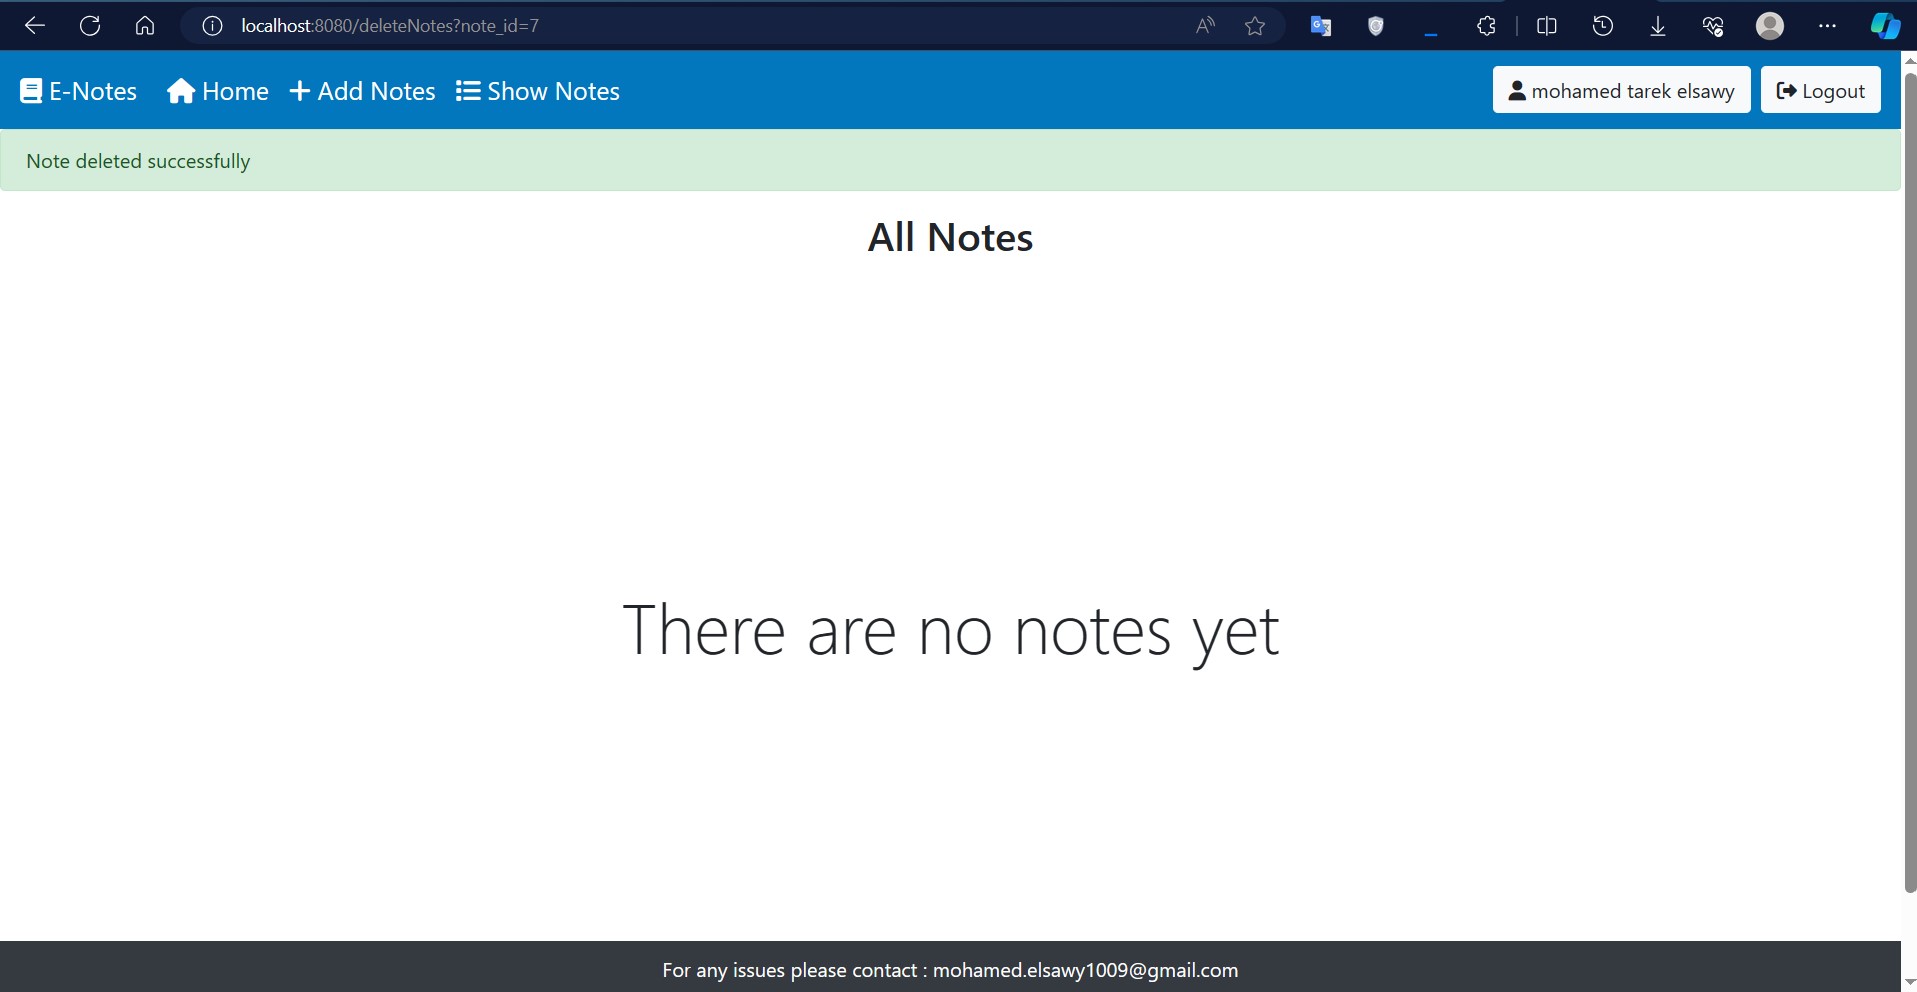 localhost:8080/deleteNotes?note_id=7
E-Notes Home Add Notes Show Notes mohamed tarek elsawy Logout
Note deleted successfully
All Notes
There are no notes yet
For any issues please contact : mohamed.elsawy1009@gmail.com